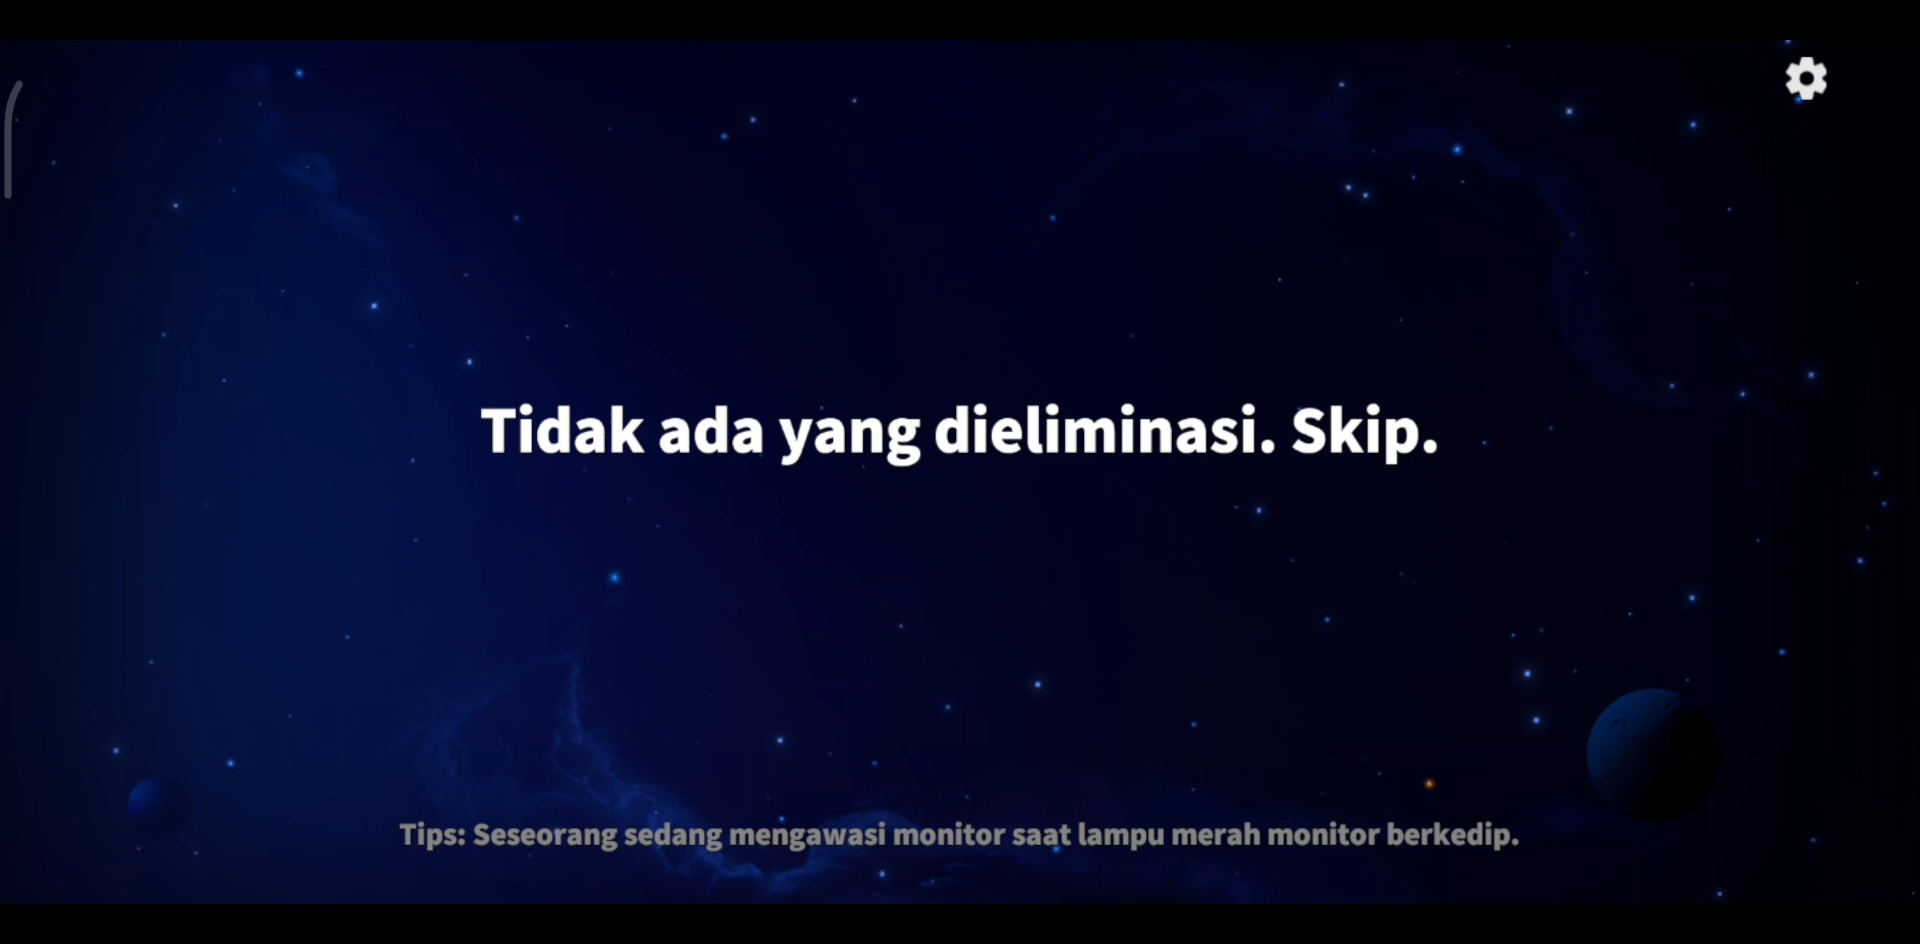 Tidak ada yang dieliminasi. Skip.
Tips: Seseorang sedang mengawasi monitor saat lampu merah monitor berkedip.